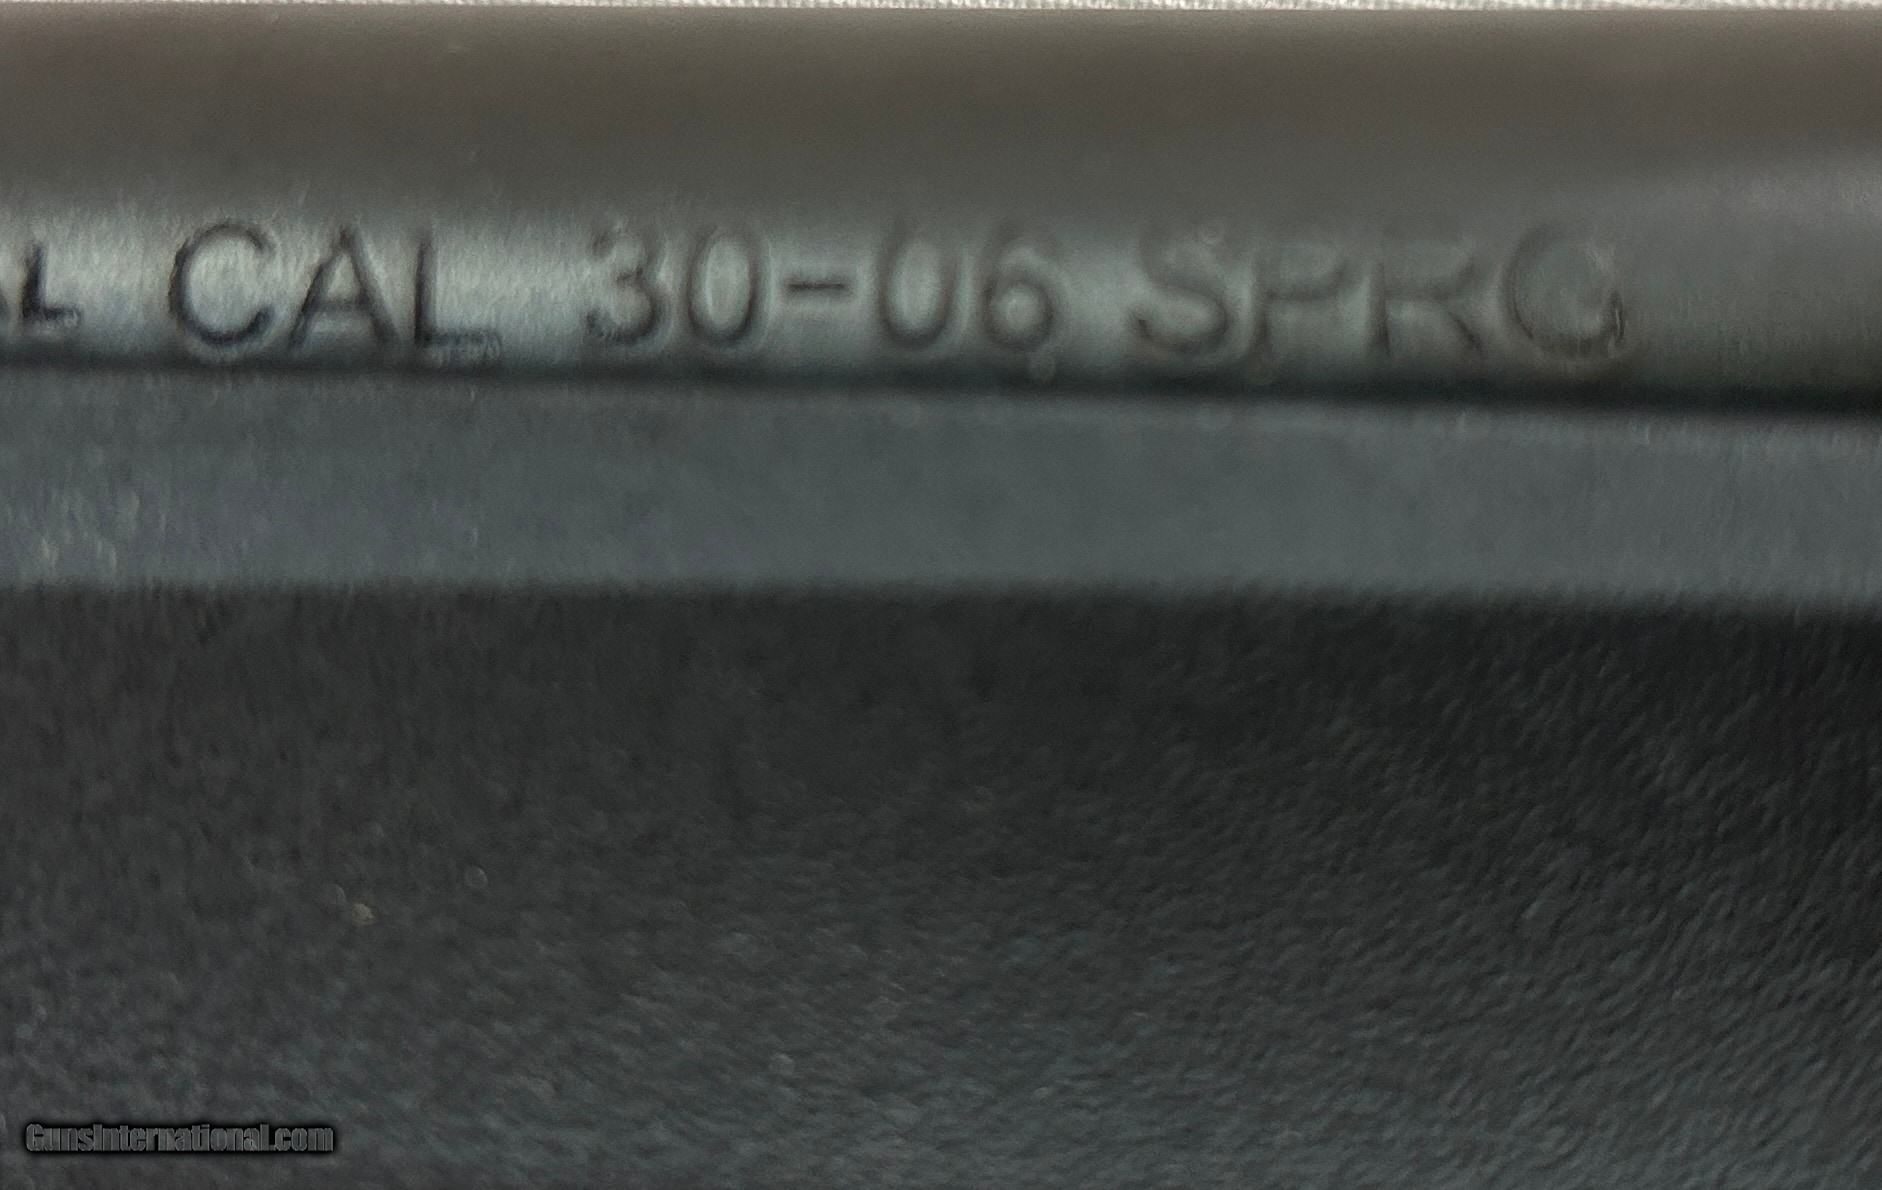 CAL 30-06 SPRG
GunsInternational.com